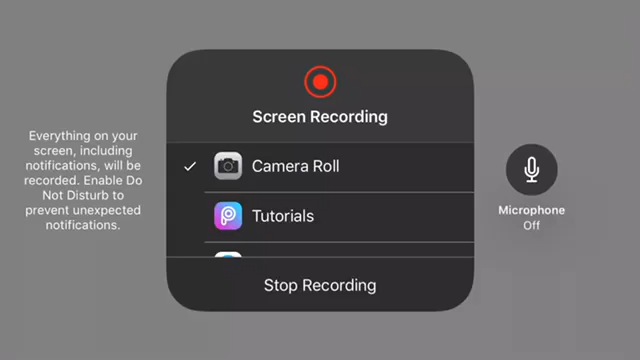 Everything on your
screen, including
notifications, will be
recorded. Enable Do
Not Disturb to
prevent unexpected
notifications.
Screen Recording
Camera Roll
Tutorials
Stop Recording
Microphone
Off